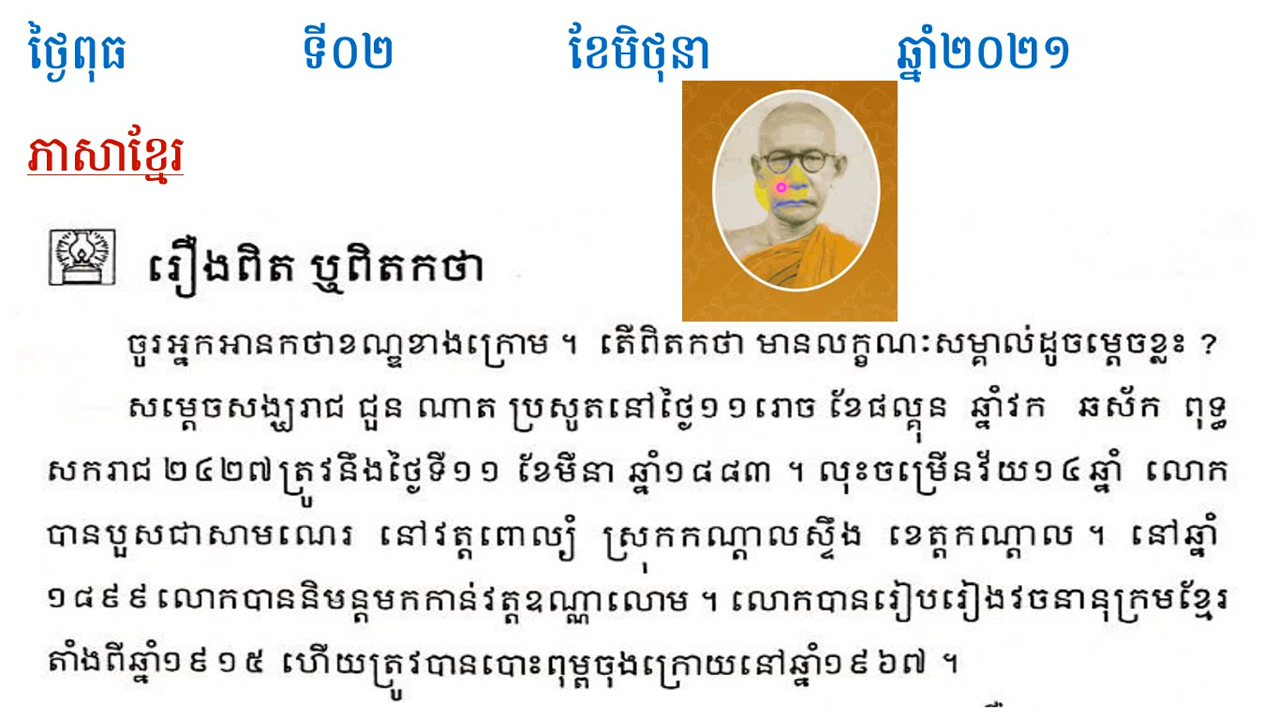 ថ្ងៃពុធ ទី០២ ខែមិថុនា ឆ្នាំ២០២១
ភាសាខ្មែរ
រឿងពិត ឬពិតកថា
ចូរអ្នកអានកថាខណ្ឌខាងក្រោម ។ តើពិតកថា មានលក្ខណៈសម្គាល់ដូចម្ដេចខ្លះ ?
សម្ដេចសង្ឃរាជ ជួន ណាត ប្រសូតនៅថ្ងៃ១១រោច ខែផល្គុន ឆ្នាំវក ឆស័ក ពុទ្ធ
សករាជ ២៤២៧ត្រូវនឹងថ្ងៃទី១១ ខែមីនា ឆ្នាំ១៨៨៣ ។ លុះចម្រើនវ័យ១៤ឆ្នាំ លោក
បានបួសជាសាមណេរ នៅវត្តពោល្យំ ស្រុកកណ្ដាលស្ទឹង ខេត្តកណ្ដាល ។ នៅឆ្នាំ
១៨៩៩លោកបាននិមន្តមកកាន់វត្តឧណ្ណាលោម ។ លោកបានរៀបរៀងវចនានុក្រមខ្មែរ
តាំងពីឆ្នាំ១៩១៥ ហើយត្រូវបានបោះពុម្ពចុងក្រោយនៅឆ្នាំ១៩៦៧ ។